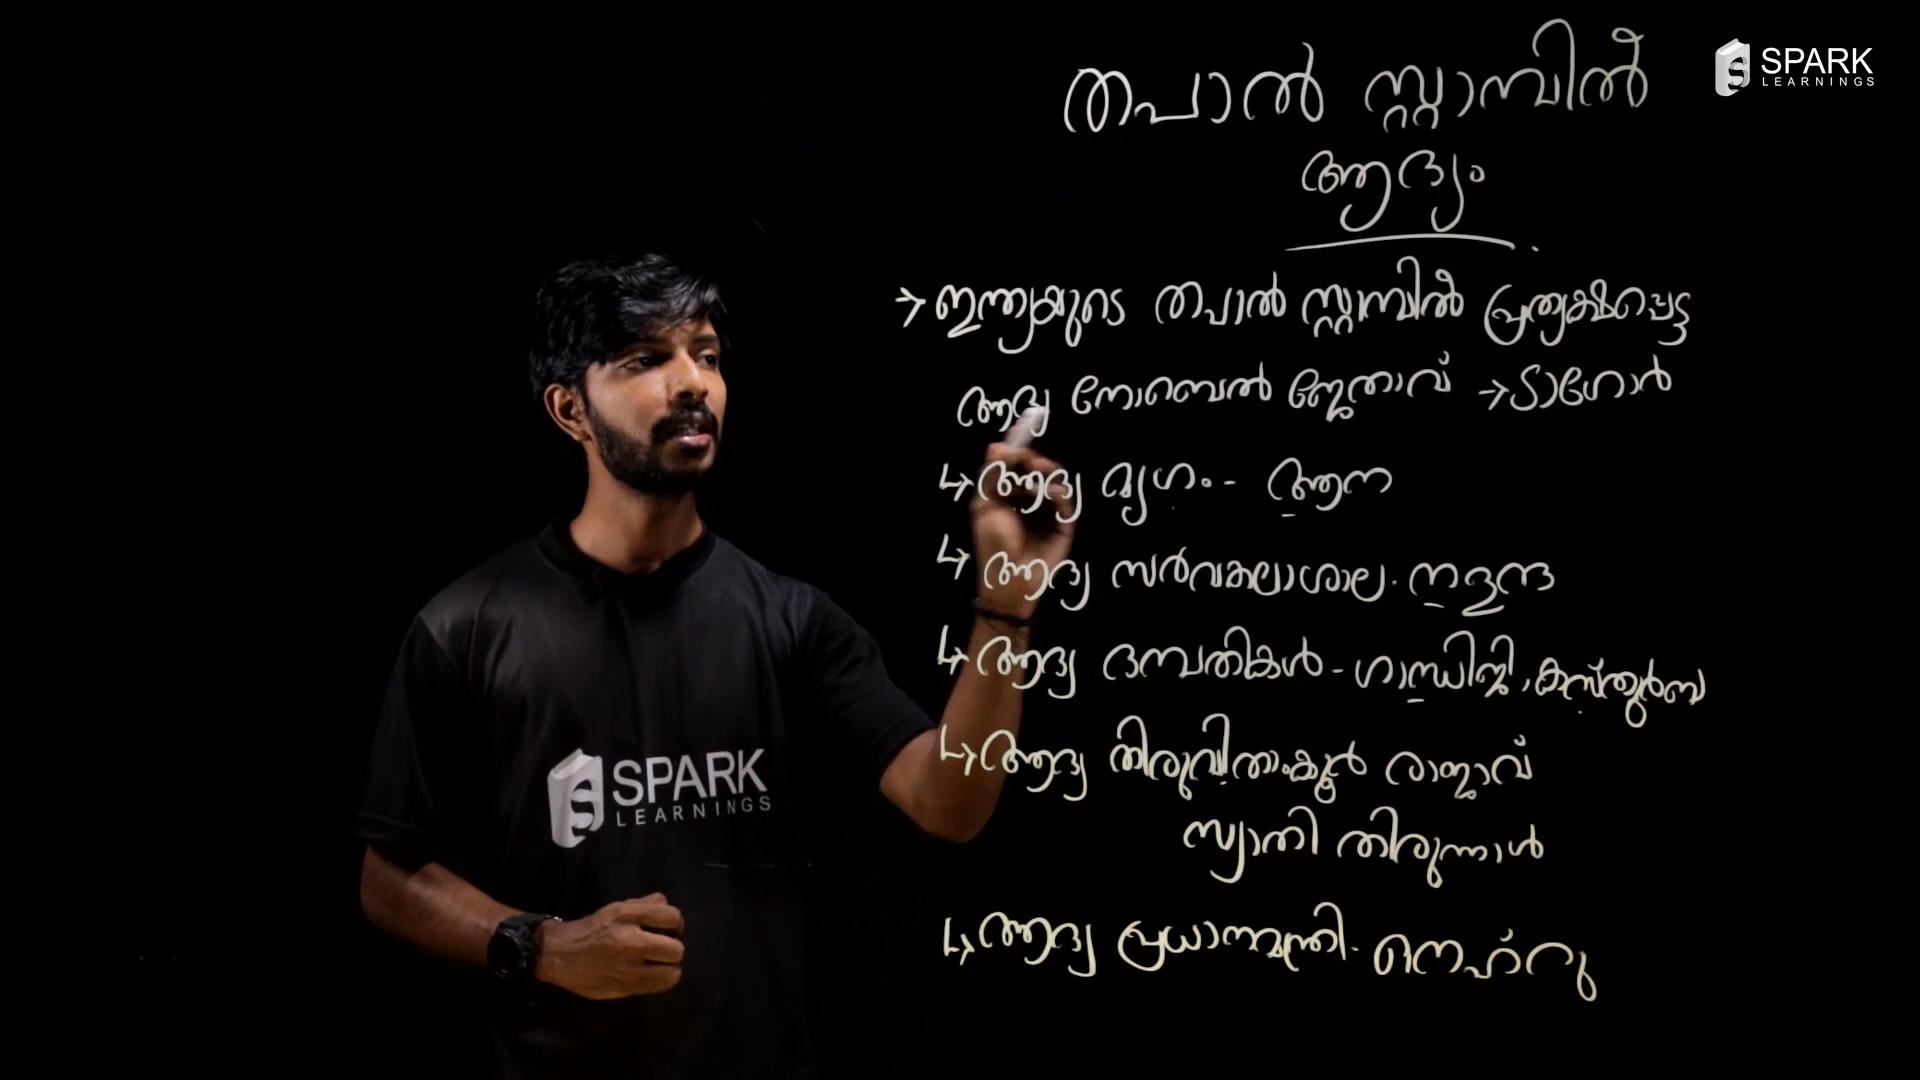 തപാൽ സ്റ്റാമ്പിൽ
ആദ്യം
SPARK
LEARNINGS
→ ഇന്ത്യയുടെ തപാൽ സ്റ്റാമ്പിൽ പ്രത്യക്ഷപ്പെട്ട
ആദ്യ നോബെൽ ജേതാവ് → ടാഗോർ
↳ ആദ്യ മൃഗം - ആന
↳ ആദ്യ സർവകലാശാല - നളന്ദ
↳ ആദ്യ ദമ്പതികൾ - ഗാന്ധിജി, കസ്തൂർബ
↳ ആദ്യ തിരുവിതാംകൂർ രാജാവ്
സ്വാതി തിരുന്നാൾ
↳ ആദ്യ പ്രധാനമന്ത്രി - നെഹ്റു
SPARK
LEARNINGS